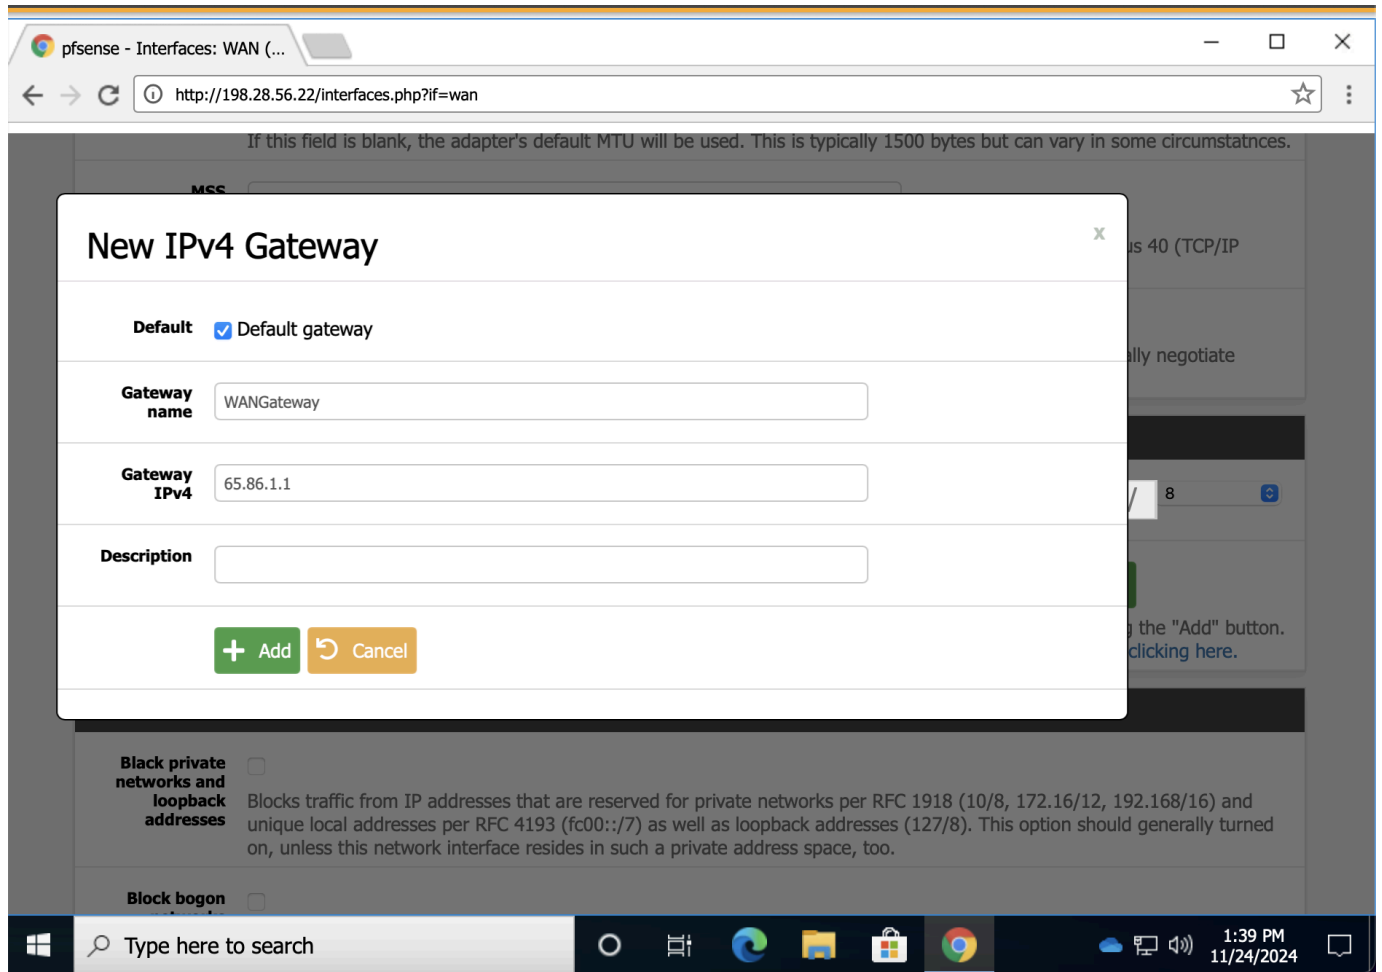 pfsense - Interfaces: WAN (...
http://198.28.56.22/interfaces.php?if=wan
If this field is blank, the adapter's default MTU will be used. This is typically 1500 bytes but can vary in some circumstatnces.
MSS
us 40 (TCP/IP
New IPv4 Gateway
x
Default
Default gateway
ally negotiate
Gateway
name
WANGateway
Gateway
IPv4
65.86.1.1
/ 8
Description
the "Add" button.
clicking here.
Add
Cancel
Black private
networks and
loopback
addresses
Blocks traffic from IP addresses that are reserved for private networks per RFC 1918 (10/8, 172.16/12, 192.168/16) and
unique local addresses per RFC 4193 (fc00::/7) as well as loopback addresses (127/8). This option should generally turned
on, unless this network interface resides in such a private address space, too.
Block bogon
Type here to search
1:39 PM
11/24/2024